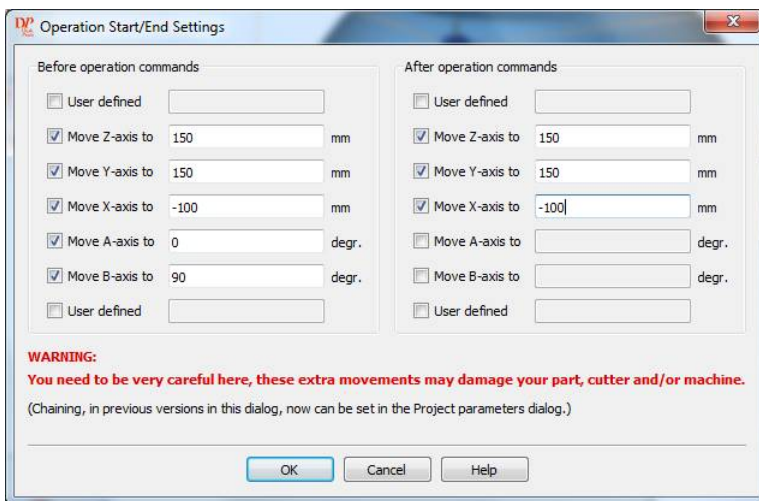 DP Operation Start/End Settings
Before operation commands
User defined
Move Z-axis to 150 mm
Move Y-axis to 150 mm
Move X-axis to -100 mm
Move A-axis to 0 degr.
Move B-axis to 90 degr.
User defined
After operation commands
User defined
Move Z-axis to 150 mm
Move Y-axis to 150 mm
Move X-axis to -100 mm
Move A-axis to degr.
Move B-axis to degr.
User defined
WARNING:
You need to be very careful here, these extra movements may damage your part, cutter and/or machine.
(Chaining, in previous versions in this dialog, now can be set in the Project parameters dialog.)
OK Cancel Help